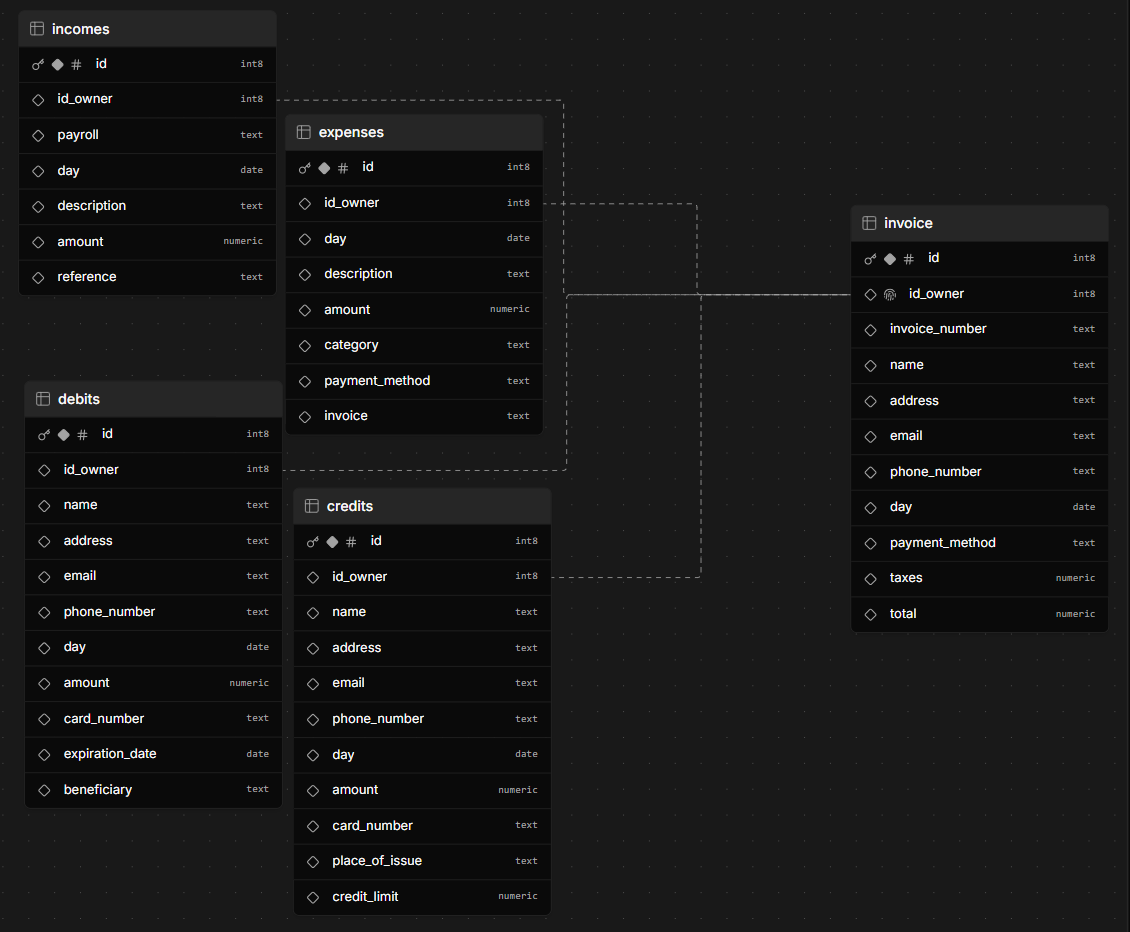 incomes
id int8
id_owner int8
payroll text
day date
description text
amount numeric
reference text
expenses
id int8
id_owner int8
day date
description text
amount numeric
category text
payment_method text
invoice text
invoice
id int8
id_owner int8
invoice_number text
name text
address text
email text
phone_number text
day date
payment_method text
taxes numeric
total numeric
debits
id int8
id_owner int8
name text
address text
email text
phone_number text
day date
amount numeric
card_number text
expiration_date date
beneficiary text
credits
id int8
id_owner int8
name text
address text
email text
phone_number text
day date
amount numeric
card_number text
place_of_issue text
credit_limit numeric